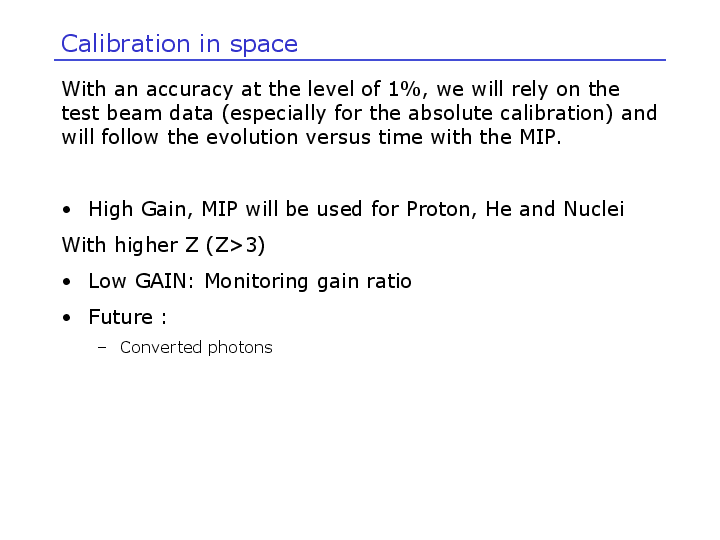 Calibration in space
With an accuracy at the level of 1%, we will rely on the
test beam data (especially for the absolute calibration) and
will follow the evolution versus time with the MIP.
• High Gain, MIP will be used for Proton, He and Nuclei
With higher Z (Z>3)
• Low GAIN: Monitoring gain ratio
• Future :
– Converted photons